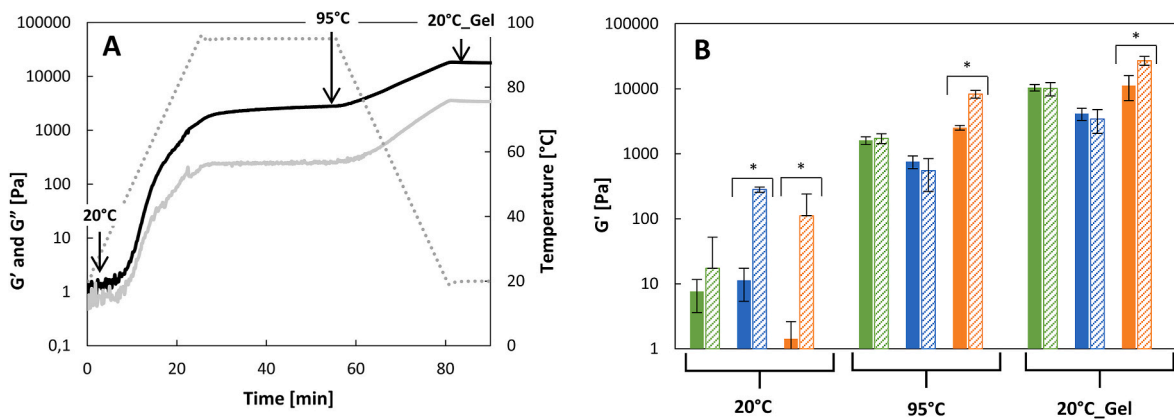 A
G′ and G″ [Pa]
100000
10000
1000
100
10
1
0,1
20°C
95°C
20°C_Gel
100
80
60
40
20
0
Temperature [°C]
0 20 40 60 80
Time [min]
B
G' [Pa]
100000
10000
1000
100
10
1
* * * *
20°C 95°C 20°C_Gel